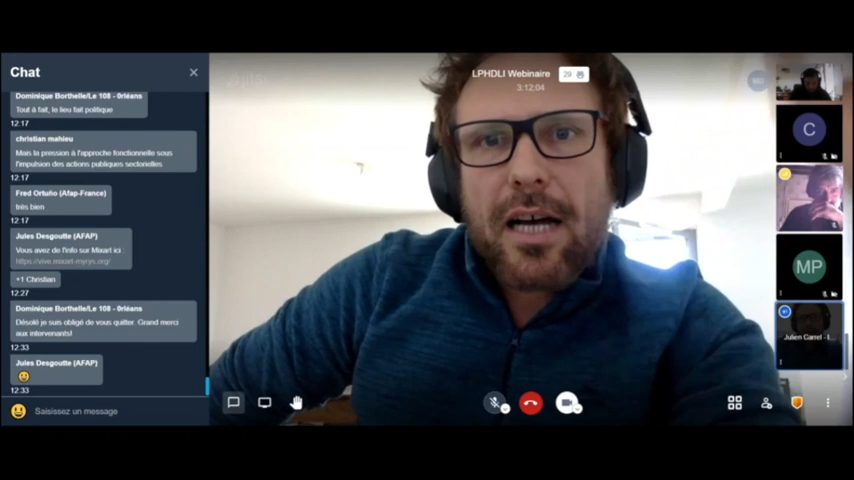 Chat
Dominique Borthelle/Le 108 - Orléans
Tout à fait, le lieu fait politique
12:17
christian mahieu
Mais la pression à l'approche fonctionnelle sous
l'impulsion des actions publiques sectorielles
12:17
Fred Ortuño (Afap-France)
très bien
12:17
Jules Desgoutte (AFAP)
Vous avez de l'info sur Mixart ici :
https://vive.mixart-myrys.org/
+1 Christian
12:27
Dominique Borthelle/Le 108 - Orléans
Désolé je suis obligé de vous quitter. Grand merci
aux intervenants!
12:33
Jules Desgoutte (AFAP)
12:33
Saisissez un message
LPHDLI Webinaire
29
3:12:04
C
MP
Julien Carrel - I...